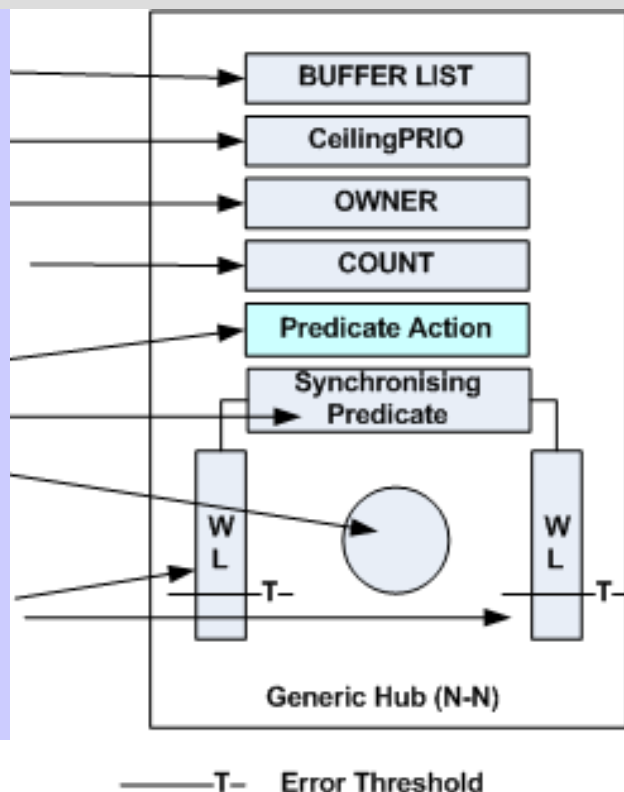 BUFFER LIST
CeilingPRIO
OWNER
COUNT
Predicate Action
Synchronising
Predicate
W
L
W
L
T
T
Generic Hub (N-N)
T
Error Threshold